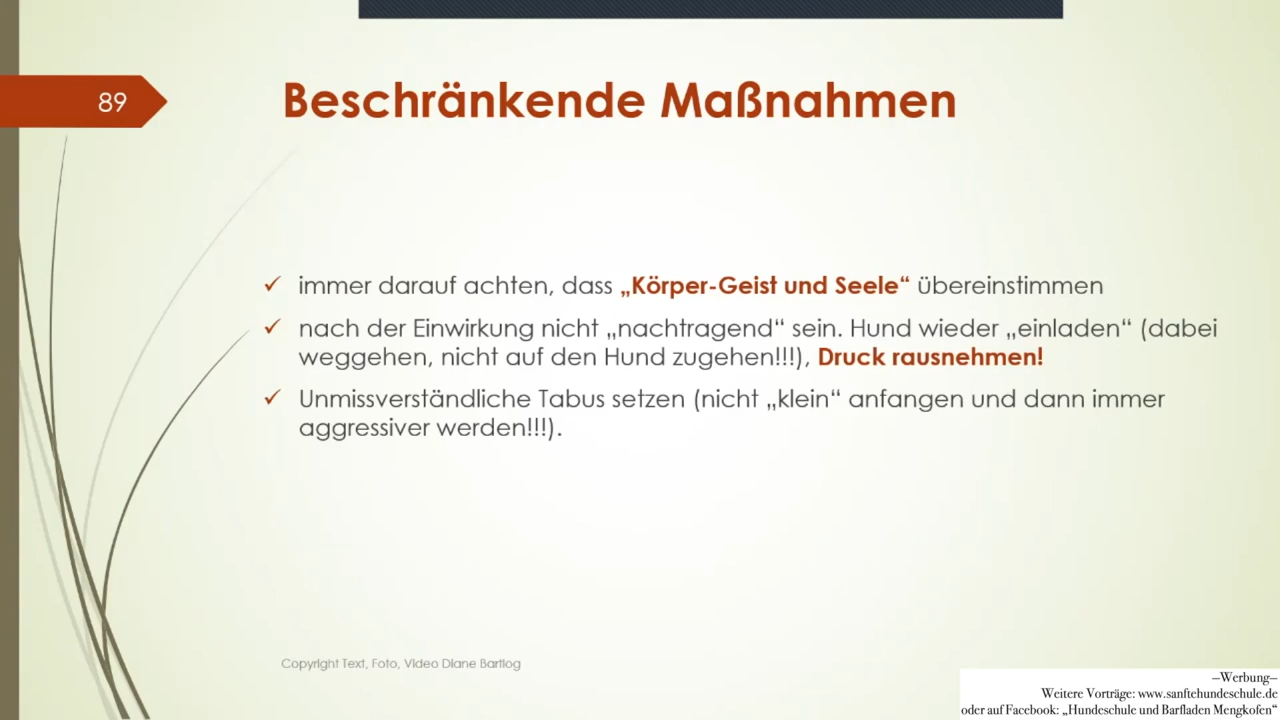 89
Beschränkende Maßnahmen
✓ immer darauf achten, dass „Körper-Geist und Seele“ übereinstimmen
✓ nach der Einwirkung nicht „nachtragend“ sein. Hund wieder „einladen“ (dabei
weggehen, nicht auf den Hund zugehen!!!), Druck rausnehmen!
✓ Unmissverständliche Tabus setzen (nicht „klein“ anfangen und dann immer
aggressiver werden!!!).
Copyright Text, Foto, Video Diane Bartlog
—Werbung—
Weitere Vorträge: www.sanftehundeschule.de
oder auf Facebook: „Hundeschule und Barfladen Mengkofen“